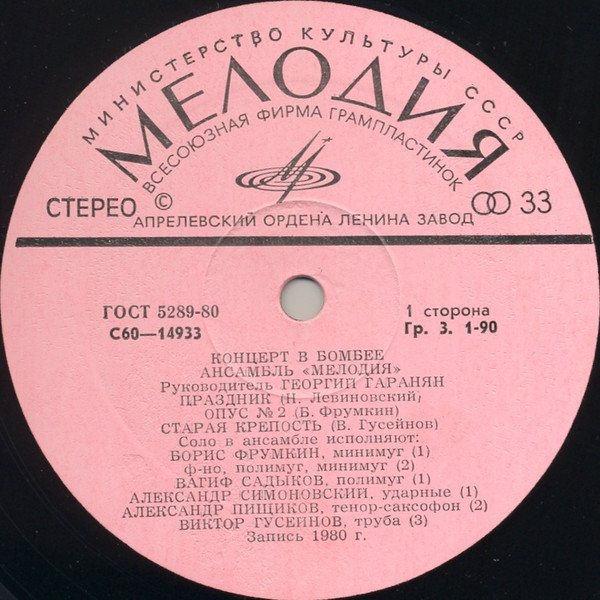 МИНИСТЕРСТВО КУЛЬТУРЫ СССР
МЕЛОДИЯ
ВСЕСОЮЗНАЯ ФИРМА ГРАМПЛАСТИНОК
СТЕРЕО © 33
АПРЕЛЕВСКИЙ ОРДЕНА ЛЕНИНА ЗАВОД
ГОСТ 5289-80 1 сторона
С60—14933 Гр. 3. 1-90
КОНЦЕРТ В БОМБЕЕ
АНСАМБЛЬ «МЕЛОДИЯ»
Руководитель ГЕОРГИЙ ГАРАНЯН
ПРАЗДНИК (Н. Левиновский)
ОПУС № 2 (Б. Фрумкин)
СТАРАЯ КРЕПОСТЬ (В. Гусейнов)
Соло в ансамбле исполняют:
БОРИС ФРУМКИН, минимуг (1)
ф-но, полимуг, минимуг (2)
ВАГИФ САДЫКОВ, полимуг (1)
АЛЕКСАНДР СИМОНОВСКИЙ, ударные (1)
АЛЕКСАНДР ПИЩИКОВ, тенор-саксофон (2)
ВИКТОР ГУСЕЙНОВ, труба (3)
Запись 1980 г.